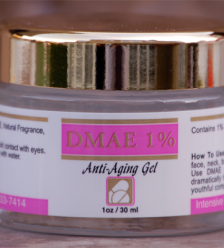 E. Natural Fragrance,
contact with eyes,
with water.
-7414
DMAE 1%
Anti-Aging Gel
1oz / 30 ml
Contains 1%
How To Use
face, neck,
Use DMAE
dramatically
youthful
Intensive